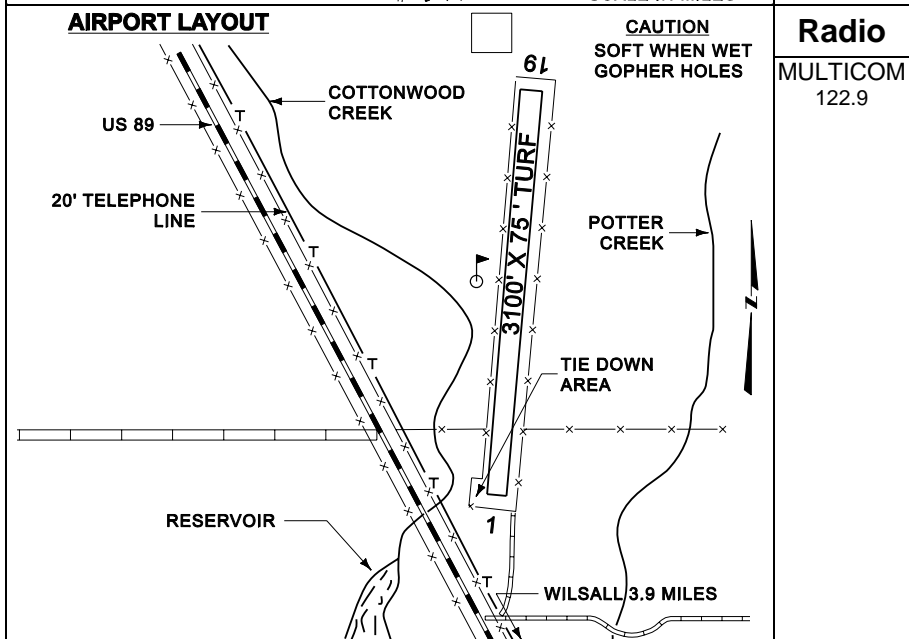 AIRPORT LAYOUT
CAUTION
SOFT WHEN WET
GOPHER HOLES
Radio
MULTICOM
122.9
19
COTTONWOOD
CREEK
T
US 89
20' TELEPHONE
LINE
3100' X 75 ' TURF
POTTER
CREEK
T
N
T
TIE DOWN
AREA
T
RESERVOIR
1
T
WILSALL 3.9 MILES